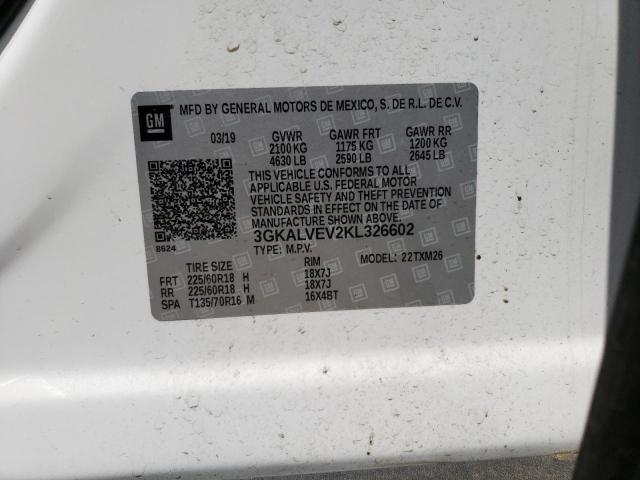 GM
MFD BY GENERAL MOTORS DE MEXICO, S. DE R.L. DE C.V.
03/19 GVWR GAWR FRT GAWR RR
2100 KG 1175 KG 1200 KG
4630 LB 2590 LB 2645 LB
THIS VEHICLE CONFORMS TO ALL
APPLICABLE U.S. FEDERAL MOTOR
VEHICLE SAFETY AND THEFT PREVENTION
STANDARDS IN EFFECT ON THE DATE OF
MANUFACTURE SHOWN ABOVE.
8624
3GKALVEV2KL326602
TYPE: M.P.V. MODEL: 22TXM26
TIRE SIZE RIM
FRT 225/60R18 H 18X7J
RR 225/60R18 H 18X7J
SPA T135/70R16 M 16X4BT